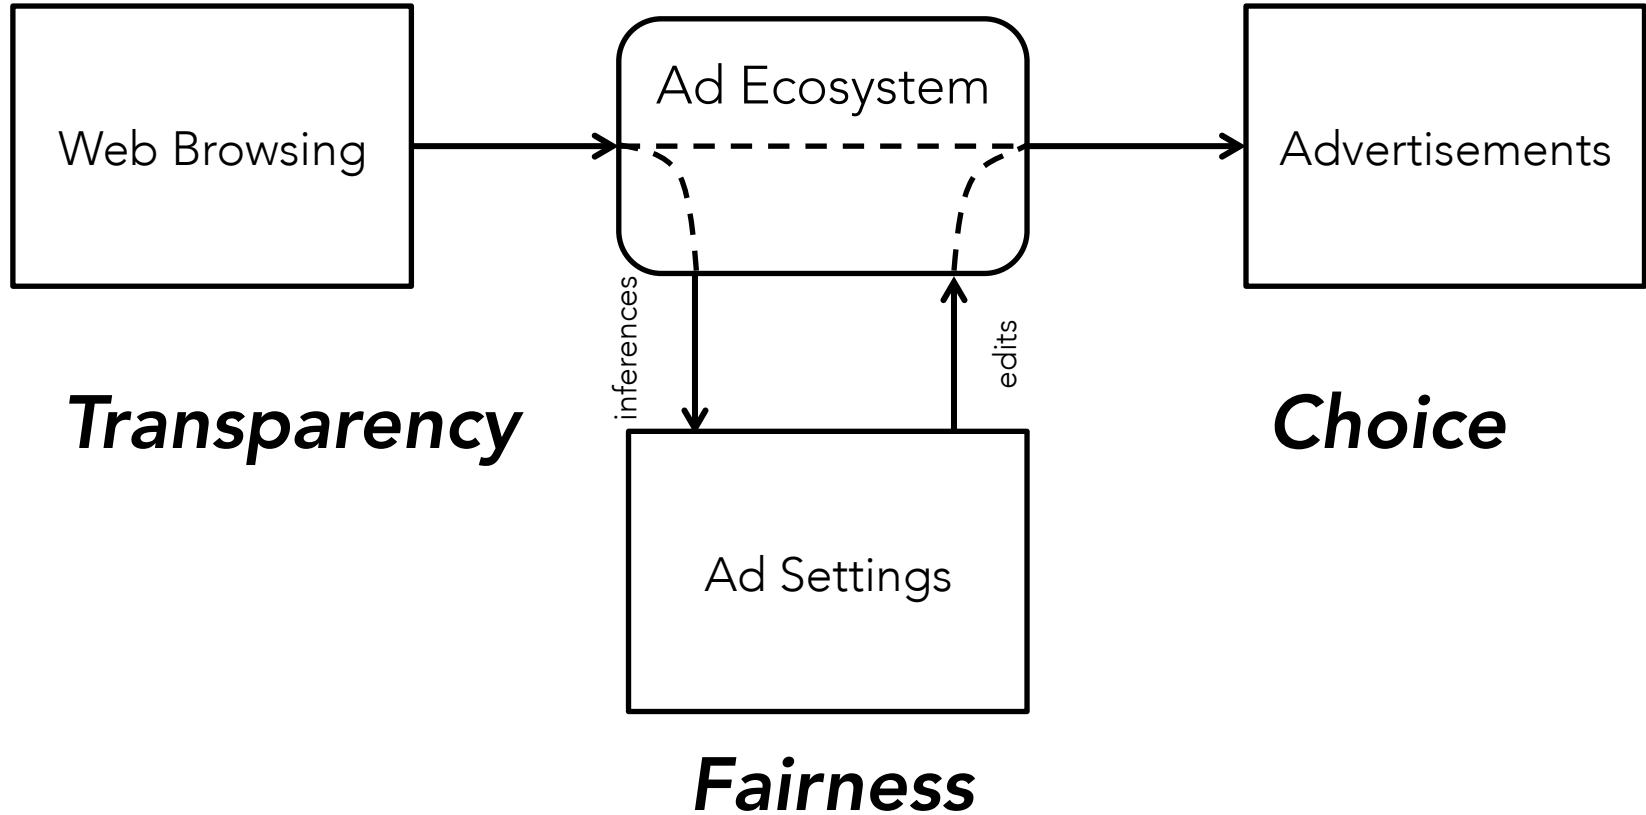 Ad Ecosystem
Web Browsing
Advertisements
inferences
edits
Transparency
Choice
Ad Settings
Fairness